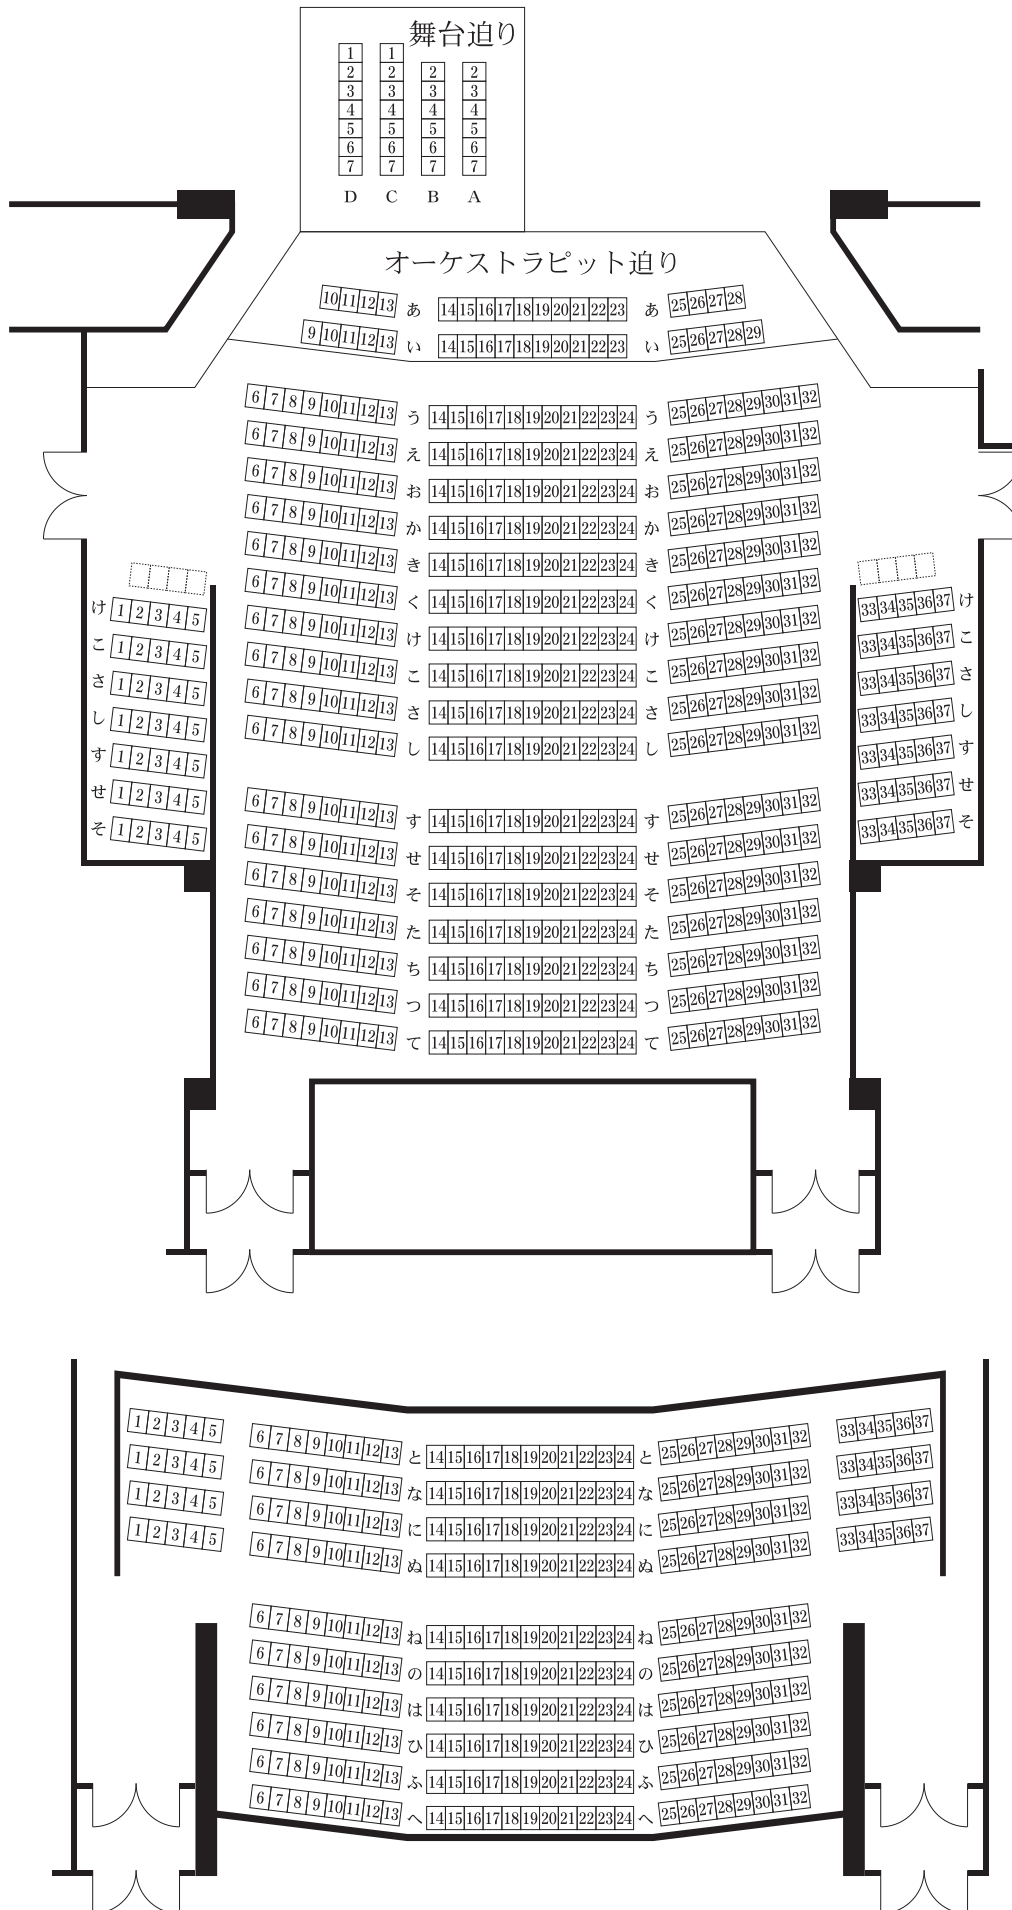 舞台迫り
1 1
2 2 2 2
3 3 3 3
4 4 4 4
5 5 5 5
6 6 6 6
7 7 7 7
D C B A
オーケストラピット迫り
10 11 12 13 あ 14 15 16 17 18 19 20 21 22 23 あ 25 26 27 28
9 10 11 12 13 い 14 15 16 17 18 19 20 21 22 23 い 25 26 27 28 29
6 7 8 9 10 11 12 13 う 14 15 16 17 18 19 20 21 22 23 24 う 25 26 27 28 29 30 31 32
6 7 8 9 10 11 12 13 え 14 15 16 17 18 19 20 21 22 23 24 え 25 26 27 28 29 30 31 32
6 7 8 9 10 11 12 13 お 14 15 16 17 18 19 20 21 22 23 24 お 25 26 27 28 29 30 31 32
6 7 8 9 10 11 12 13 か 14 15 16 17 18 19 20 21 22 23 24 か 25 26 27 28 29 30 31 32
6 7 8 9 10 11 12 13 き 14 15 16 17 18 19 20 21 22 23 24 き 25 26 27 28 29 30 31 32
6 7 8 9 10 11 12 13 く 14 15 16 17 18 19 20 21 22 23 24 く 25 26 27 28 29 30 31 32
け 1 2 3 4 5 6 7 8 9 10 11 12 13 け 14 15 16 17 18 19 20 21 22 23 24 け 25 26 27 28 29 30 31 32 33 34 35 36 37 け
こ 1 2 3 4 5 6 7 8 9 10 11 12 13 こ 14 15 16 17 18 19 20 21 22 23 24 こ 25 26 27 28 29 30 31 32 33 34 35 36 37 こ
さ 1 2 3 4 5 6 7 8 9 10 11 12 13 さ 14 15 16 17 18 19 20 21 22 23 24 さ 25 26 27 28 29 30 31 32 33 34 35 36 37 さ
し 1 2 3 4 5 6 7 8 9 10 11 12 13 し 14 15 16 17 18 19 20 21 22 23 24 し 25 26 27 28 29 30 31 32 33 34 35 36 37 し
す 1 2 3 4 5 6 7 8 9 10 11 12 13 す 14 15 16 17 18 19 20 21 22 23 24 す 25 26 27 28 29 30 31 32 33 34 35 36 37 す
せ 1 2 3 4 5 6 7 8 9 10 11 12 13 せ 14 15 16 17 18 19 20 21 22 23 24 せ 25 26 27 28 29 30 31 32 33 34 35 36 37 せ
そ 1 2 3 4 5 6 7 8 9 10 11 12 13 そ 14 15 16 17 18 19 20 21 22 23 24 そ 25 26 27 28 29 30 31 32 33 34 35 36 37 そ
6 7 8 9 10 11 12 13 た 14 15 16 17 18 19 20 21 22 23 24 た 25 26 27 28 29 30 31 32
6 7 8 9 10 11 12 13 ち 14 15 16 17 18 19 20 21 22 23 24 ち 25 26 27 28 29 30 31 32
6 7 8 9 10 11 12 13 つ 14 15 16 17 18 19 20 21 22 23 24 つ 25 26 27 28 29 30 31 32
6 7 8 9 10 11 12 13 て 14 15 16 17 18 19 20 21 22 23 24 て 25 26 27 28 29 30 31 32
1 2 3 4 5 6 7 8 9 10 11 12 13 と 14 15 16 17 18 19 20 21 22 23 24 と 25 26 27 28 29 30 31 32 33 34 35 36 37
1 2 3 4 5 6 7 8 9 10 11 12 13 な 14 15 16 17 18 19 20 21 22 23 24 な 25 26 27 28 29 30 31 32 33 34 35 36 37
1 2 3 4 5 6 7 8 9 10 11 12 13 に 14 15 16 17 18 19 20 21 22 23 24 に 25 26 27 28 29 30 31 32 33 34 35 36 37
1 2 3 4 5 6 7 8 9 10 11 12 13 ぬ 14 15 16 17 18 19 20 21 22 23 24 ぬ 25 26 27 28 29 30 31 32 33 34 35 36 37
6 7 8 9 10 11 12 13 ね 14 15 16 17 18 19 20 21 22 23 24 ね 25 26 27 28 29 30 31 32
6 7 8 9 10 11 12 13 の 14 15 16 17 18 19 20 21 22 23 24 の 25 26 27 28 29 30 31 32
6 7 8 9 10 11 12 13 は 14 15 16 17 18 19 20 21 22 23 24 は 25 26 27 28 29 30 31 32
6 7 8 9 10 11 12 13 ひ 14 15 16 17 18 19 20 21 22 23 24 ひ 25 26 27 28 29 30 31 32
6 7 8 9 10 11 12 13 ふ 14 15 16 17 18 19 20 21 22 23 24 ふ 25 26 27 28 29 30 31 32
6 7 8 9 10 11 12 13 へ 14 15 16 17 18 19 20 21 22 23 24 へ 25 26 27 28 29 30 31 32